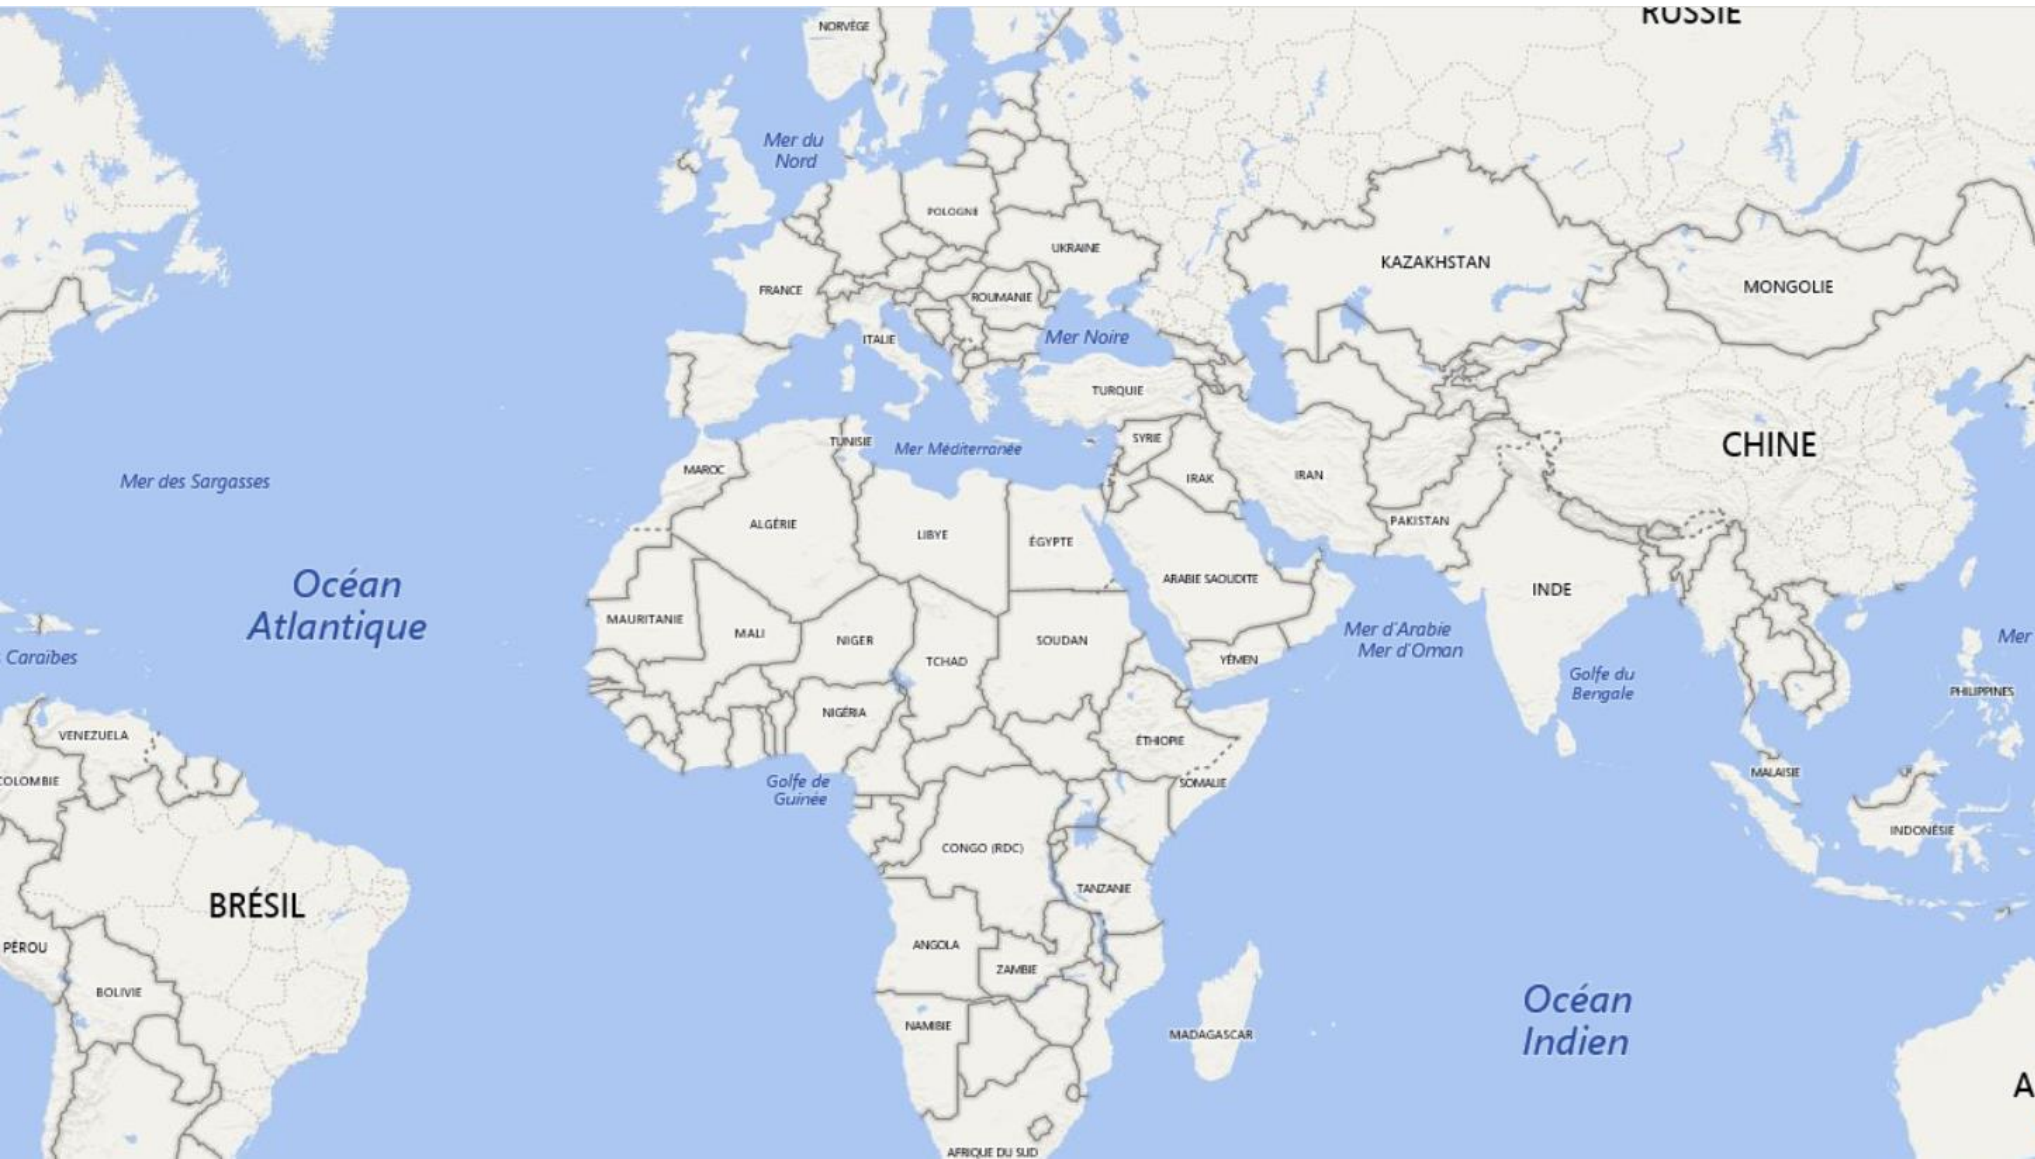 RUSSIE
NORVÈGE
Mer du
Nord
POLOGNE
UKRAINE
KAZAKHSTAN
MONGOLIE
FRANCE
ROUMANIE
ITALIE
Mer Noire
TURQUIE
TUNISIE
Mer Méditerranée
SYRIE
CHINE
MAROC
IRAK
IRAN
Mer des Sargasses
ALGÉRIE
LIBYE
ÉGYPTE
PAKISTAN
Océan
Atlantique
ARABIE SAOUDITE
INDE
MAURITANIE
MALI
NIGER
SOUDAN
Mer d'Arabie
Mer d'Oman
Mer
Caraïbes
TCHAD
YÉMEN
Golfe du
Bengale
PHILIPPINES
NIGÉRIA
VENEZUELA
ÉTHIOPIE
COLOMBIE
Golfe de
Guinée
SOMALIE
MALAISIE
INDONÉSIE
CONGO (RDC)
TANZANIE
BRÉSIL
PÉROU
ANGOLA
ZAMBIE
BOLIVIE
Océan
Indien
NAMIBIE
MADAGASCAR
A
AFRIQUE DU SUD